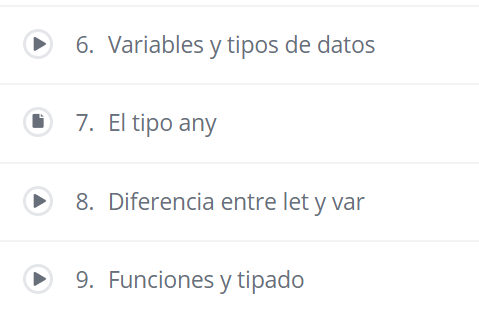 6. Variables y tipos de datos
7. El tipo any
8. Diferencia entre let y var
9. Funciones y tipado